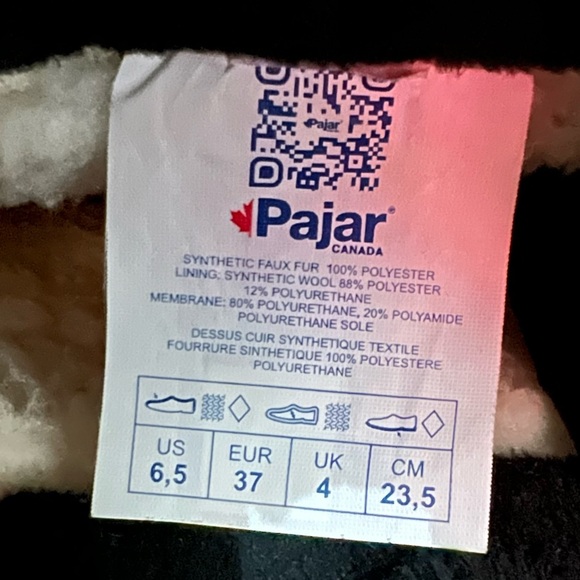 Pajar
Pajar®
CANADA
SYNTHETIC FAUX FUR 100% POLYESTER
LINING: SYNTHETIC WOOL 88% POLYESTER
12% POLYURETHANE
MEMBRANE: 80% POLYURETHANE, 20% POLYAMIDE
POLYURETHANE SOLE
DESSUS CUIR SYNTHETIQUE TEXTILE
FOURRURE SINTHETIQUE 100% POLYESTERE
POLYURETHANE
US EUR UK CM
6,5 37 4 23,5